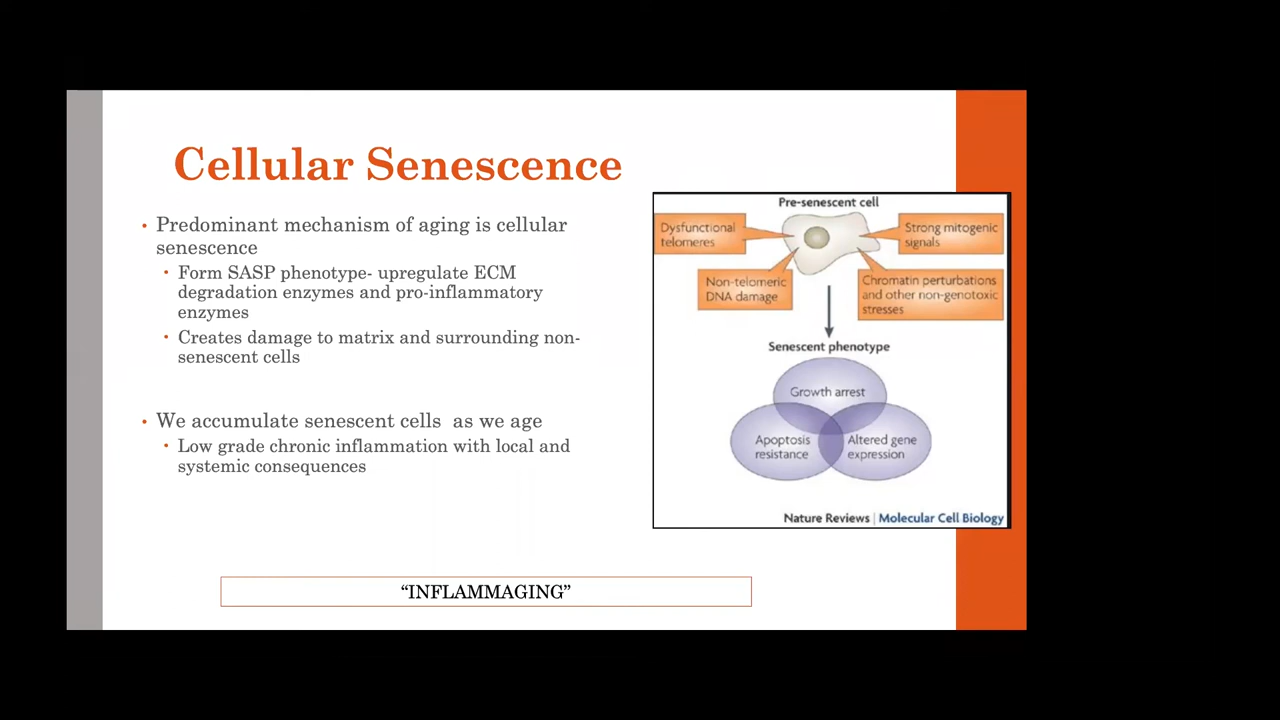 Cellular Senescence
• Predominant mechanism of aging is cellular
senescence
• Form SASP phenotype- upregulate ECM
degradation enzymes and pro-inflammatory
enzymes
• Creates damage to matrix and surrounding non-
senescent cells
• We accumulate senescent cells as we age
• Low grade chronic inflammation with local and
systemic consequences
Pre-senescent cell
Dysfunctional
telomeres
Strong mitogenic
signals
Non-telomeric
DNA damage
Chromatin perturbations
and other non-genotoxic
stresses
Senescent phenotype
Growth arrest
Apoptosis
resistance
Altered gene
expression
Nature Reviews | Molecular Cell Biology
“INFLAMMAGING”